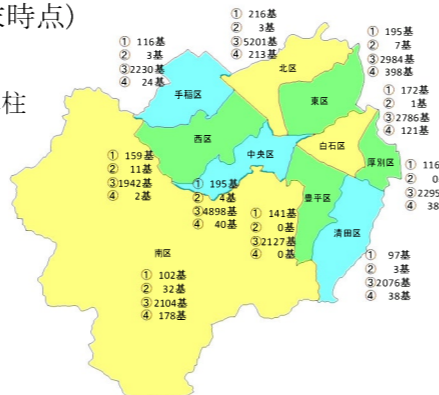 末時点)
柱
① 216基
② 3基
③5201基
④ 213基
① 116基
② 3基
③2230基
④ 24基
① 195基
② 7基
③2984基
④ 398基
北区
手稲区
東区
① 172基
② 1基
③2786基
④ 121基
西区
中央区
白石区
厚別区
① 159基
② 11基
③1942基
④ 2基
① 116
② 0
③2295
④ 38
① 195基
② 4基
③4898基
④ 40基
豊平区
① 141基
② 0基
③2127基
④ 0基
清田区
南区
① 102基
② 32基
③2104基
④ 178基
① 97基
② 3基
③2076基
④ 38基